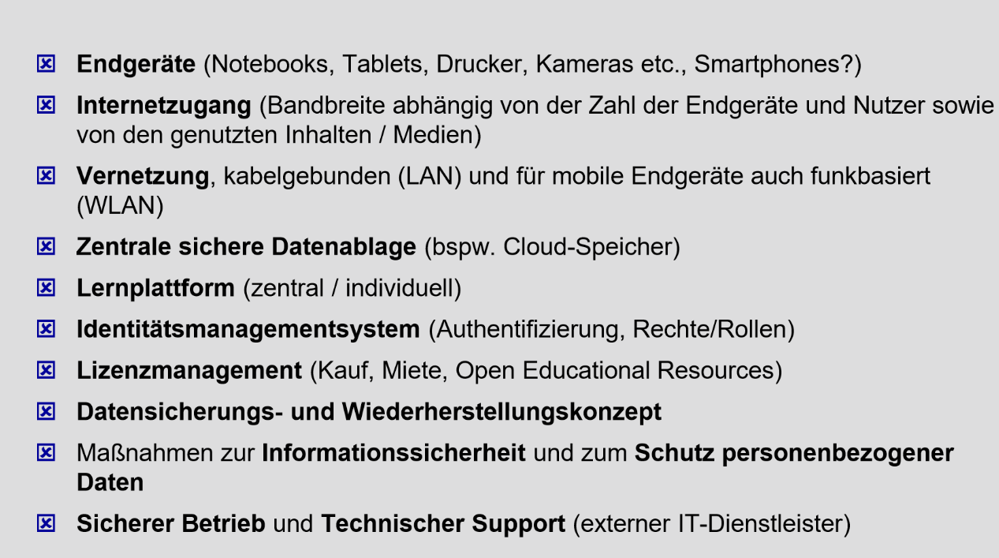 Endgeräte (Notebooks, Tablets, Drucker, Kameras etc., Smartphones?)
Internetzugang (Bandbreite abhängig von der Zahl der Endgeräte und Nutzer sowie
von den genutzten Inhalten / Medien)
Vernetzung, kabelgebunden (LAN) und für mobile Endgeräte auch funkbasiert
(WLAN)
Zentrale sichere Datenablage (bspw. Cloud-Speicher)
Lernplattform (zentral / individuell)
Identitätsmanagementsystem (Authentifizierung, Rechte/Rollen)
Lizenzmanagement (Kauf, Miete, Open Educational Resources)
Datensicherungs- und Wiederherstellungskonzept
Maßnahmen zur Informationssicherheit und zum Schutz personenbezogener
Daten
Sicherer Betrieb und Technischer Support (externer IT-Dienstleister)